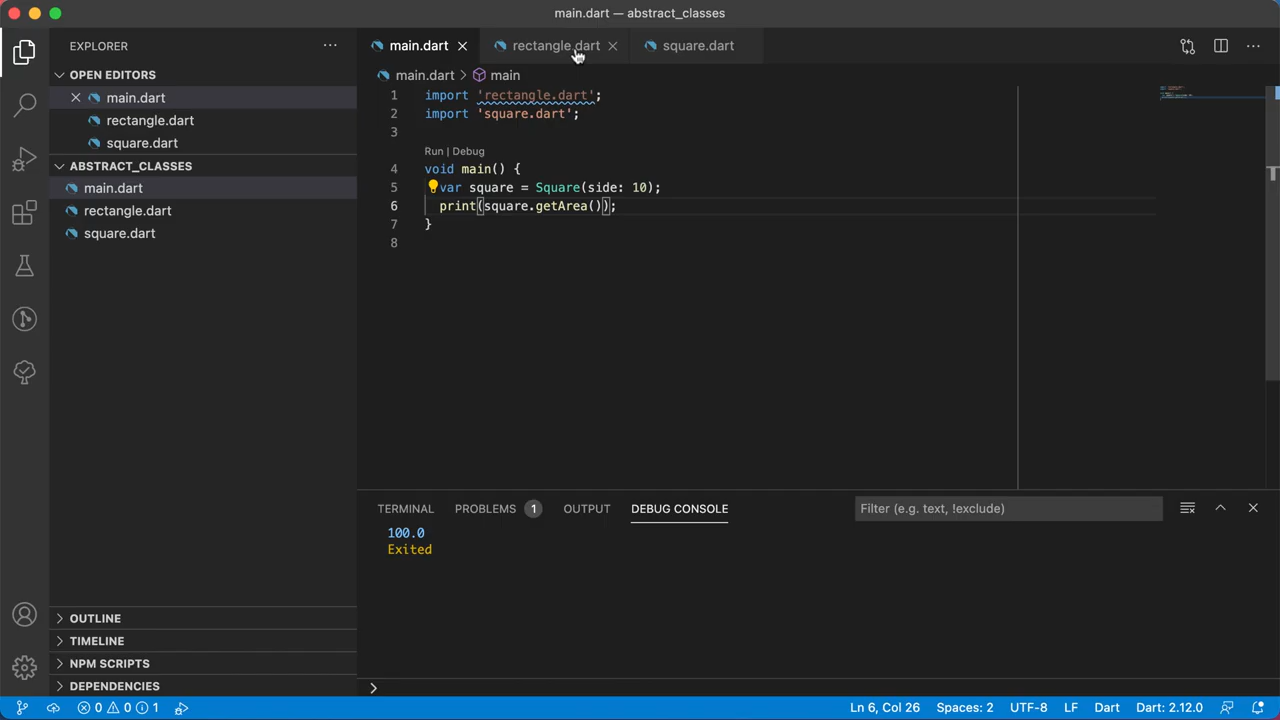 main.dart — abstract_classes
EXPLORER
OPEN EDITORS
main.dart
rectangle.dart
square.dart
ABSTRACT_CLASSES
main.dart
rectangle.dart
square.dart
OUTLINE
TIMELINE
NPM SCRIPTS
DEPENDENCIES
main.dart rectangle.dart square.dart
main.dart > main
1 import 'rectangle.dart';
2 import 'square.dart';
3
Run | Debug
4 void main() {
5 var square = Square(side: 10);
6 print(square.getArea());
7 }
8
TERMINAL PROBLEMS 1 OUTPUT DEBUG CONSOLE Filter (e.g. text, !exclude)
100.0
Exited
0 0 1 Ln 6, Col 26 Spaces: 2 UTF-8 LF Dart Dart: 2.12.0